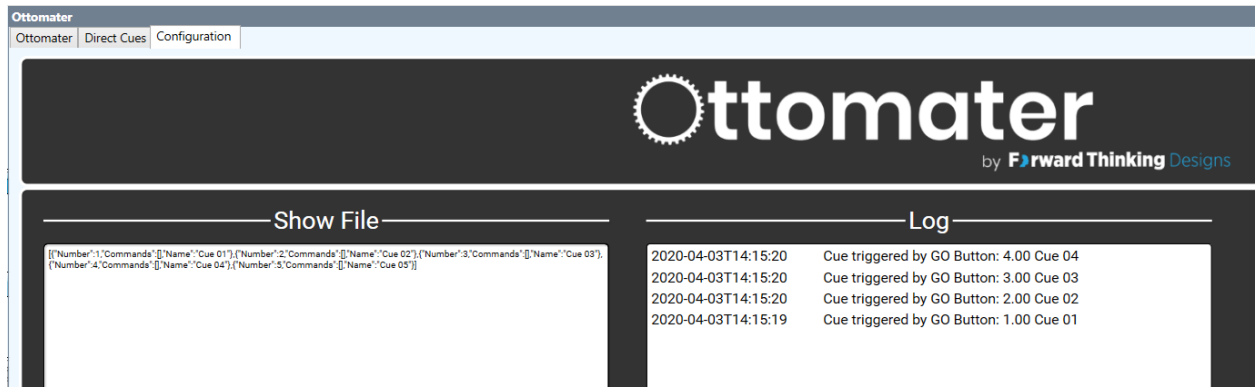 Ottomater
Ottomater Direct Cues Configuration
Ottomater
by Forward Thinking Designs
Show File
[{"Number":1,"Commands":[],"Name":"Cue 01"},{"Number":2,"Commands":[],"Name":"Cue 02"},{"Number":3,"Commands":[],"Name":"Cue 03"},
{"Number":4,"Commands":[],"Name":"Cue 04"},{"Number":5,"Commands":[],"Name":"Cue 05"}]
Log
2020-04-03T14:15:20 Cue triggered by GO Button: 4.00 Cue 04
2020-04-03T14:15:20 Cue triggered by GO Button: 3.00 Cue 03
2020-04-03T14:15:20 Cue triggered by GO Button: 2.00 Cue 02
2020-04-03T14:15:19 Cue triggered by GO Button: 1.00 Cue 01